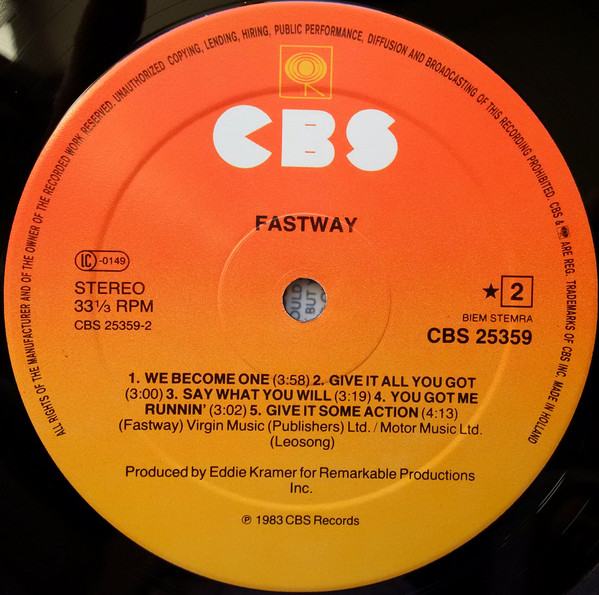 ALL RIGHTS OF THE MANUFACTURER AND OF THE OWNER OF THE RECORDED WORK RESERVED. UNAUTHORIZED COPYING, LENDING, HIRING, PUBLIC PERFORMANCE, DIFFUSION AND BROADCASTING OF THIS RECORDING PROHIBITED. CBS & ARE REG. TRADEMARKS OF CBS INC. MADE IN HOLLAND
CBS
FASTWAY
LC-0149
STEREO
33⅓ RPM
CBS 25359-2
★ 2
BIEM STEMRA
CBS 25359
OULD
BUT
1. WE BECOME ONE (3:58) 2. GIVE IT ALL YOU GOT
(3:00) 3. SAY WHAT YOU WILL (3:19) 4. YOU GOT ME
RUNNIN' (3:02) 5. GIVE IT SOME ACTION (4:13)
(Fastway) Virgin Music (Publishers) Ltd. / Motor Music Ltd.
(Leosong)
Produced by Eddie Kramer for Remarkable Productions
Inc.
℗ 1983 CBS Records